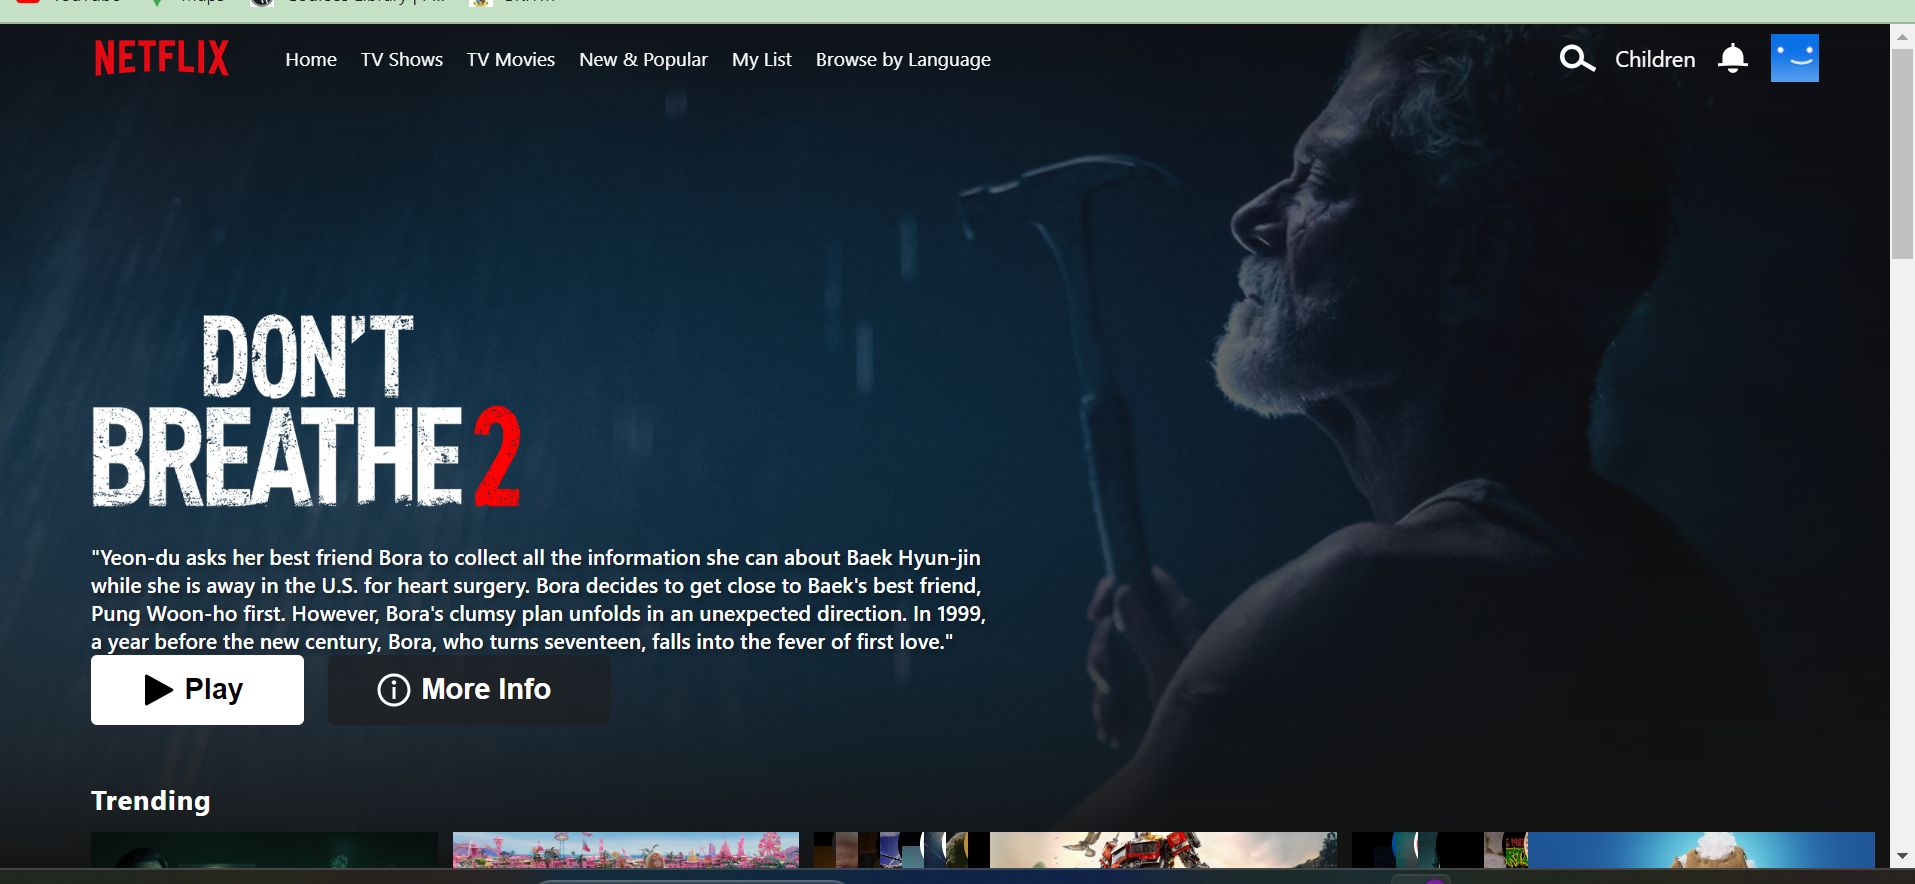 NETFLIX
Home TV Shows TV Movies New & Popular My List Browse by Language
Children
DON'T
BREATHE 2
"Yeon-du asks her best friend Bora to collect all the information she can about Baek Hyun-jin
while she is away in the U.S. for heart surgery. Bora decides to get close to Baek's best friend,
Pung Woon-ho first. However, Bora's clumsy plan unfolds in an unexpected direction. In 1999,
a year before the new century, Bora, who turns seventeen, falls into the fever of first love."
Play
More Info
Trending